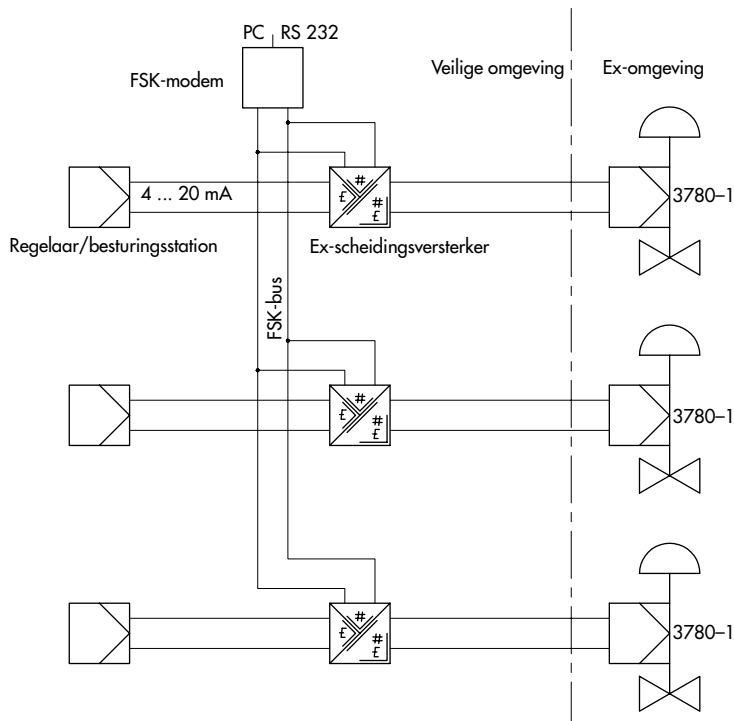 PC RS 232
FSK-modem
Veilige omgeving
Ex-omgeving
4 ... 20 mA
#
#
3780–1
Regelaar/besturingsstation
Ex-scheidingsversterker
FSK-bus
#
#
3780–1
#
#
3780–1